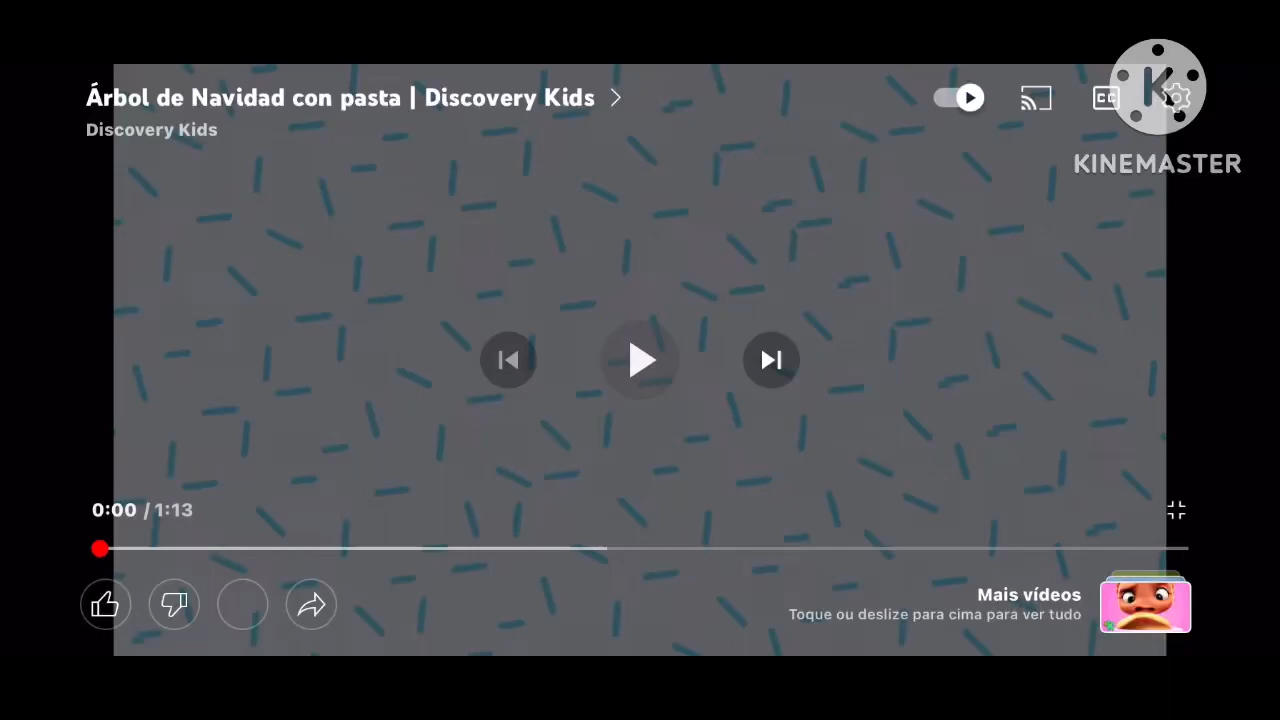 Árbol de Navidad con pasta | Discovery Kids
Discovery Kids
CC
K
KINEMASTER
0:00 / 1:13
Mais vídeos
Toque ou deslize para cima para ver tudo